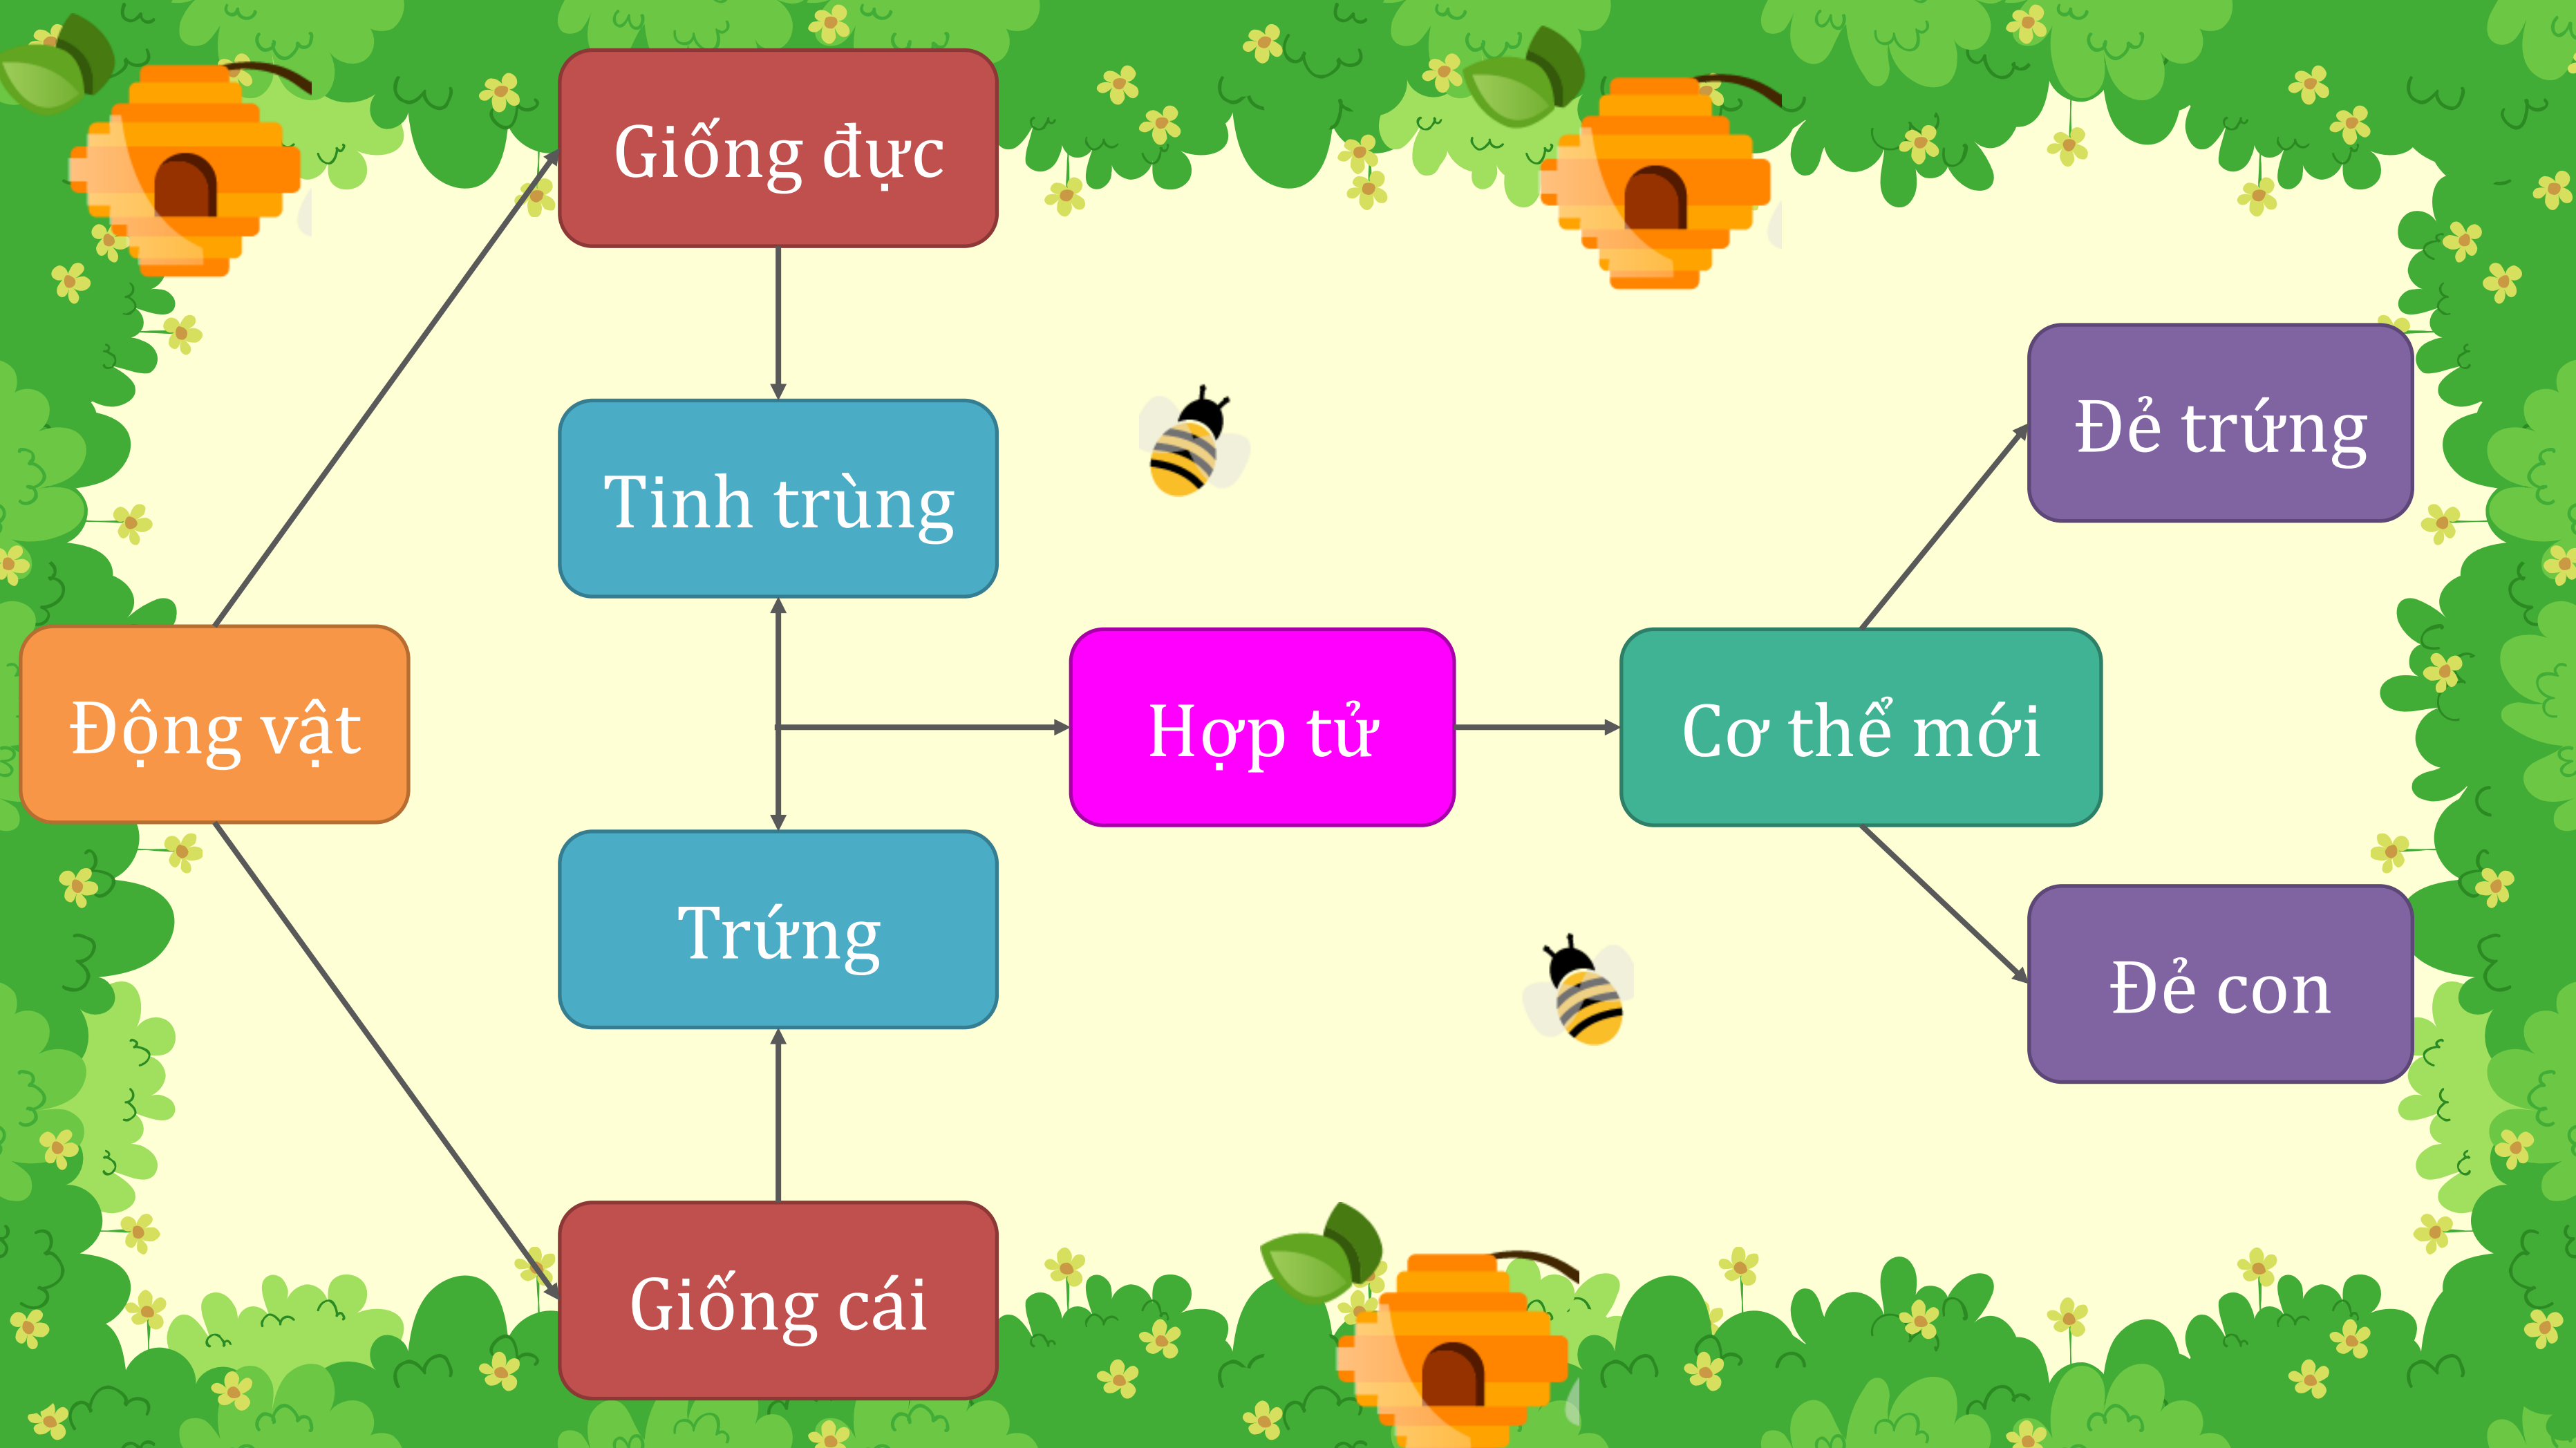 Giống đực
Tinh trùng
Đẻ trứng
Động vật
Hợp tử
Cơ thể mới
Trứng
Đẻ con
Giống cái